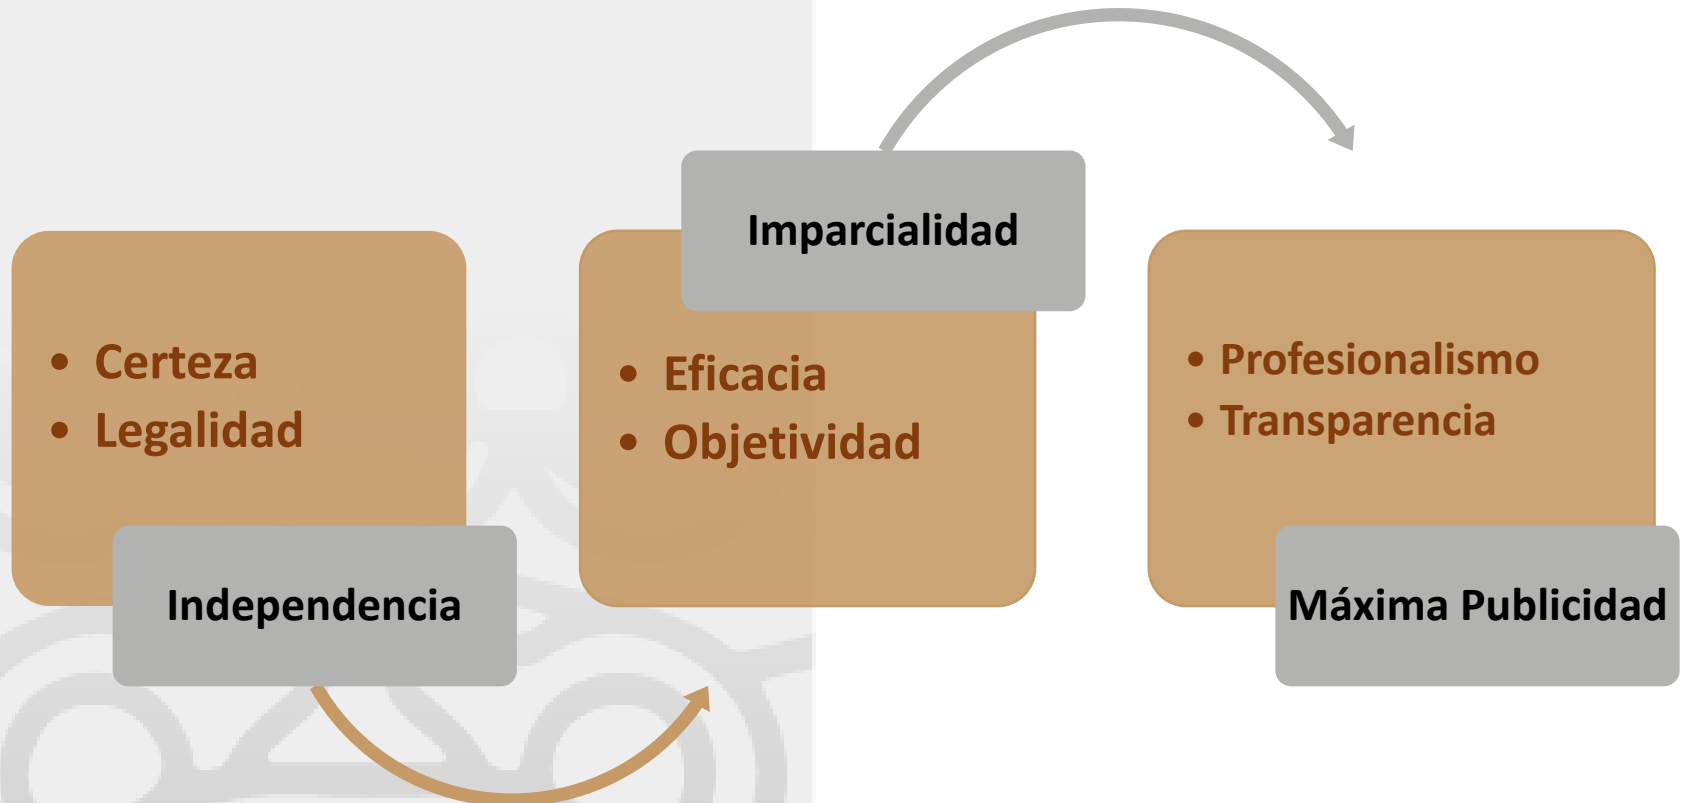 • Certeza
• Legalidad
Independencia
Imparcialidad
• Eficacia
• Objetividad
• Profesionalismo
• Transparencia
Máxima Publicidad